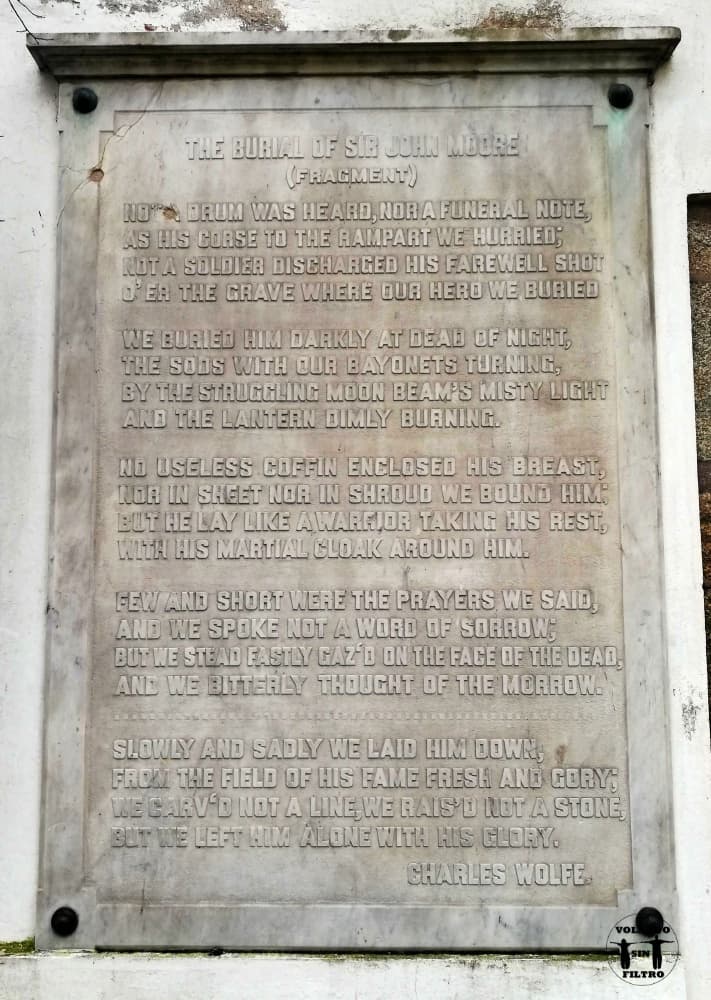 THE BURIAL OF SIR JOHN MOORE
(FRAGMENT)
NOT A DRUM WAS HEARD, NOR A FUNERAL NOTE,
AS HIS CORSE TO THE RAMPART WE HURRIED;
NOT A SOLDIER DISCHARGED HIS FAREWELL SHOT
O'ER THE GRAVE WHERE OUR HERO WE BURIED
WE BURIED HIM DARKLY AT DEAD OF NIGHT,
THE SODS WITH OUR BAYONETS TURNING,
BY THE STRUGGLING MOON BEAM'S MISTY LIGHT
AND THE LANTERN DIMLY BURNING.
NO USELESS COFFIN ENCLOSED HIS BREAST,
NOR IN SHEET NOR IN SHROUD WE BOUND HIM;
BUT HE LAY LIKE A WARRIOR TAKING HIS REST,
WITH HIS MARTIAL CLOAK AROUND HIM.
FEW AND SHORT WERE THE PRAYERS WE SAID,
AND WE SPOKE NOT A WORD OF SORROW;
BUT WE STEAD FASTLY GAZ'D ON THE FACE OF THE DEAD,
AND WE BITTERLY THOUGHT OF THE MORROW.
SLOWLY AND SADLY WE LAID HIM DOWN,
FROM THE FIELD OF HIS FAME FRESH AND GORY;
WE CARV'D NOT A LINE, WE RAIS'D NOT A STONE,
BUT WE LEFT HIM ALONE WITH HIS GLORY.
CHARLES WOLFE.
SIN
FILTRO